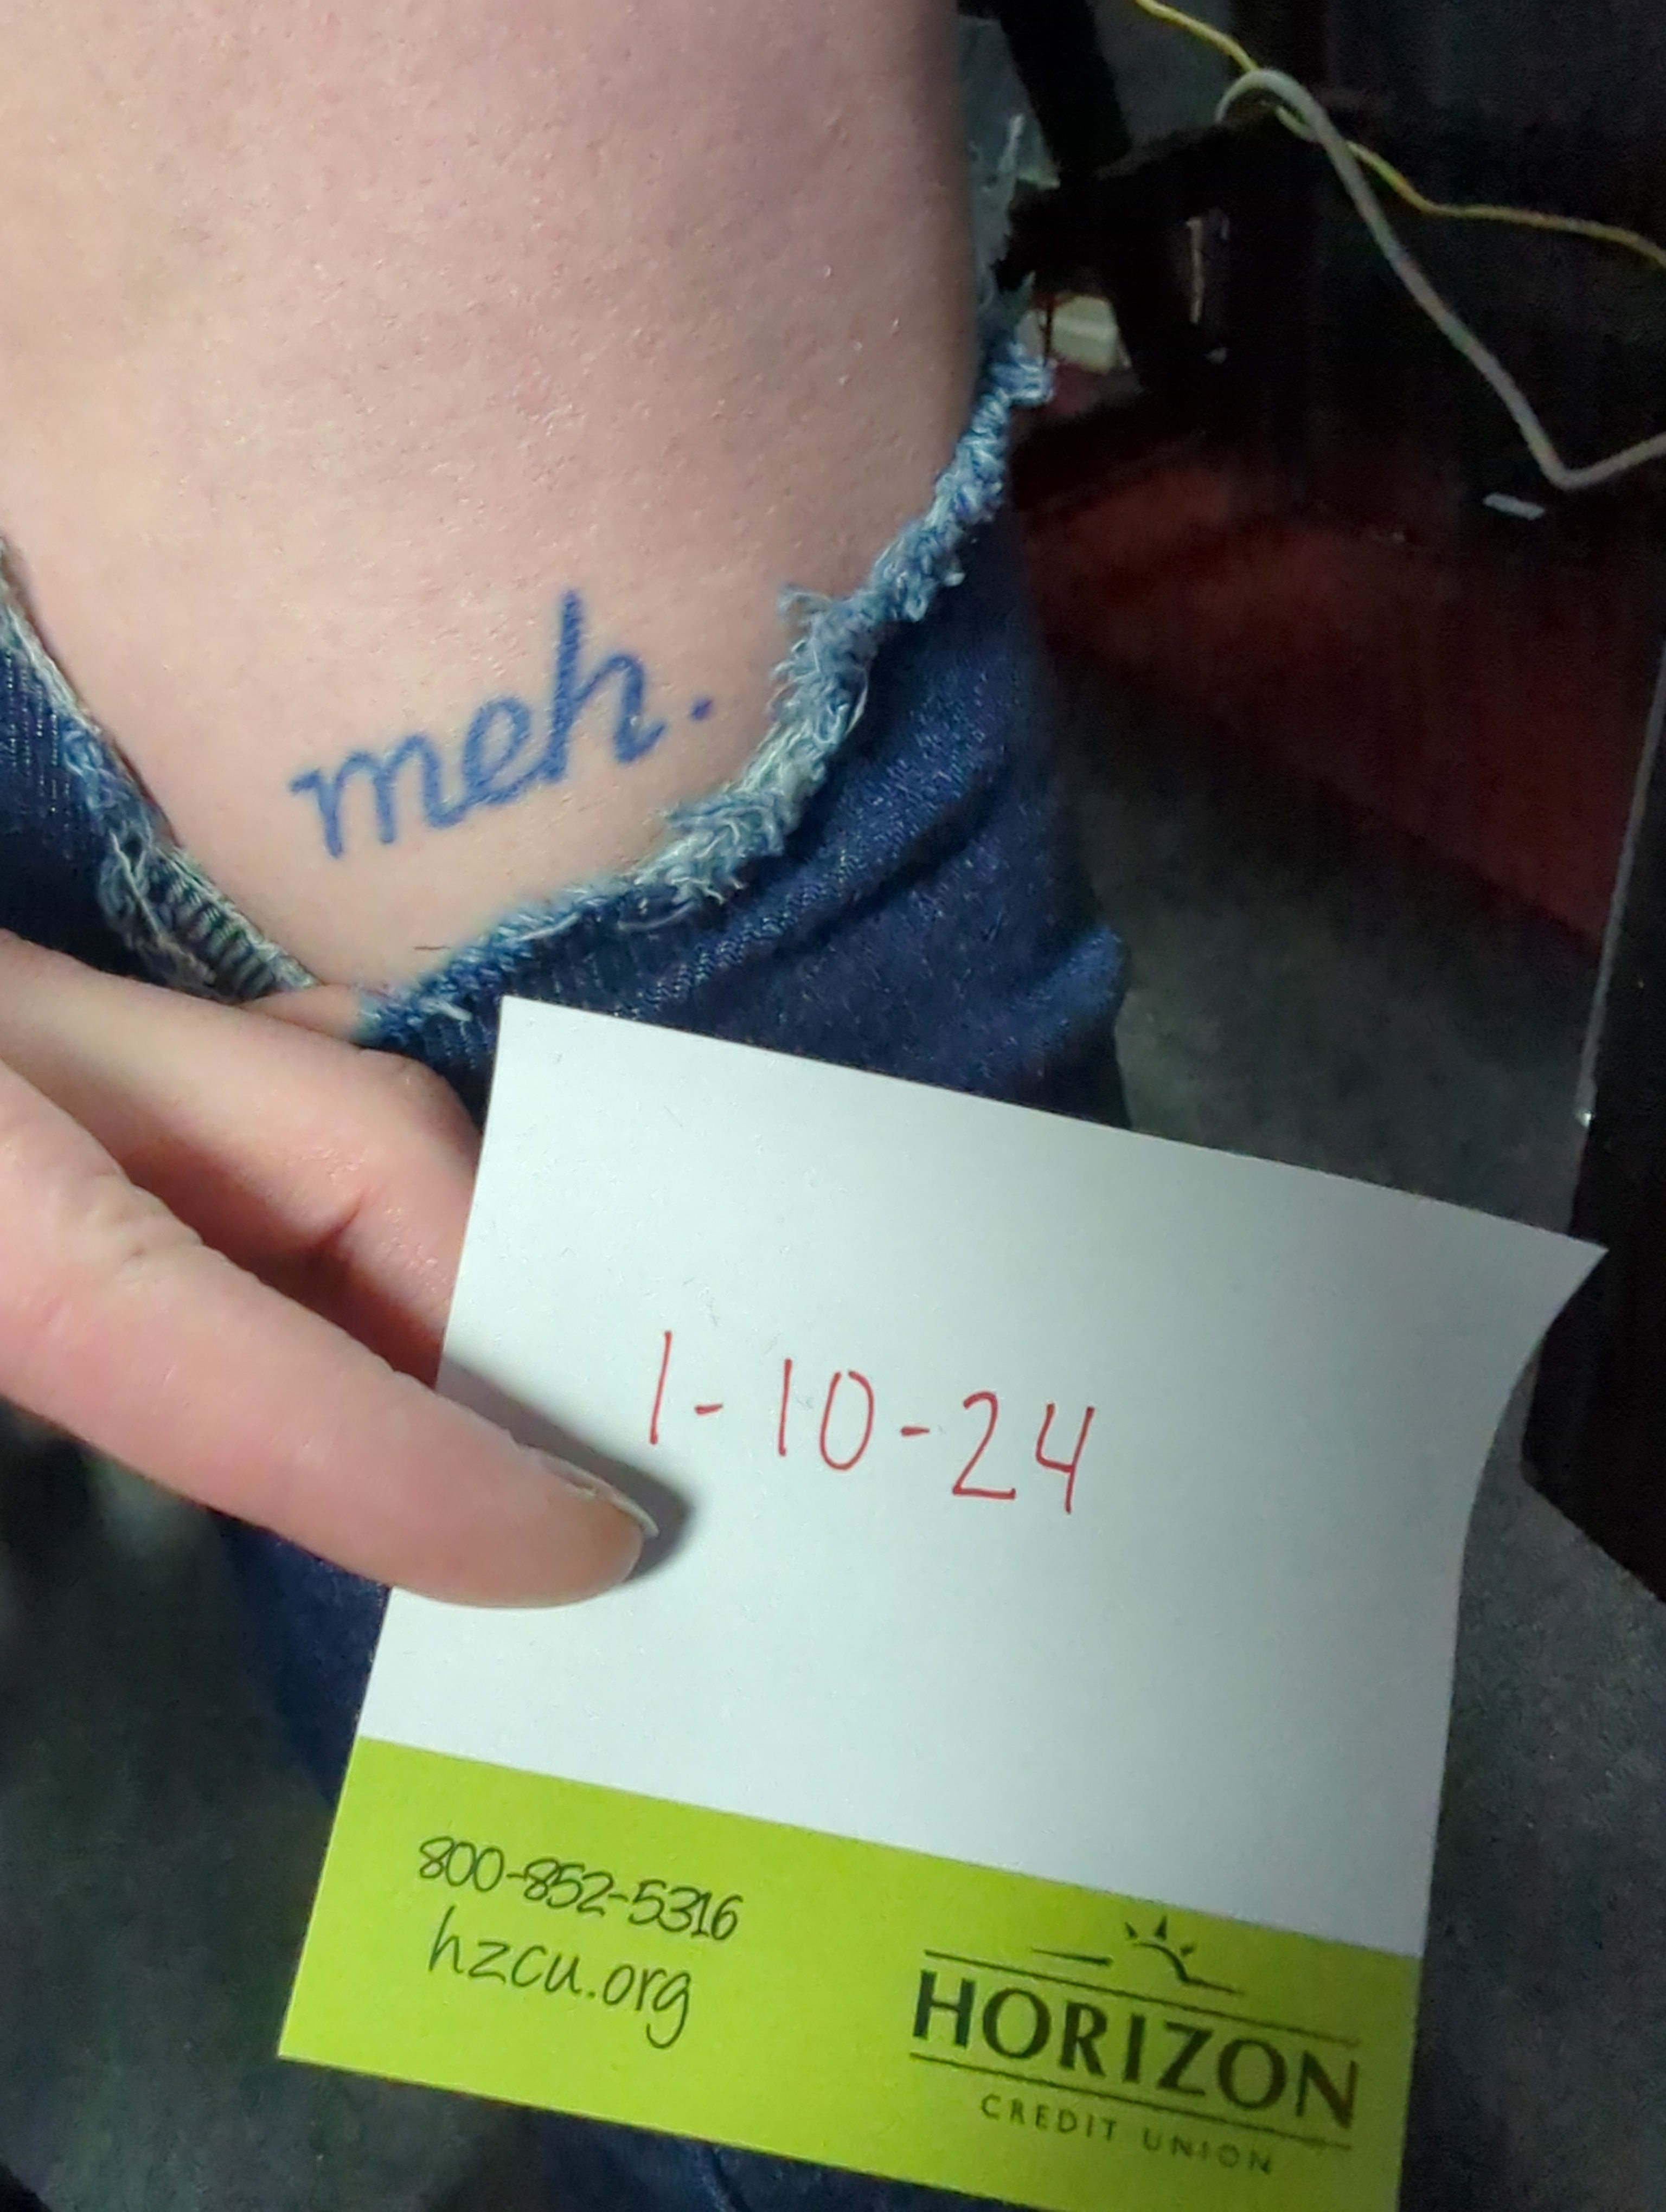 meh.
1-10-24
800-852-5316
hzcu.org
HORIZON
CREDIT UNION